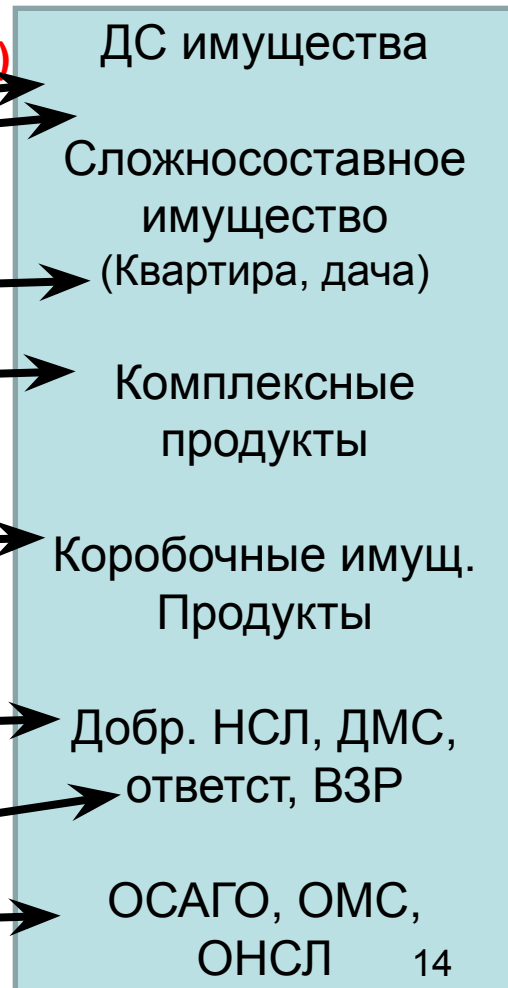 )
ДС имущества
Сложносоставное
имущество
(Квартира, дача)
Комплексные
продукты
Коробочные имущ.
Продукты
Добр. НСЛ, ДМС,
ответст, ВЗР
ОСАГО, ОМС,
ОНСЛ 14